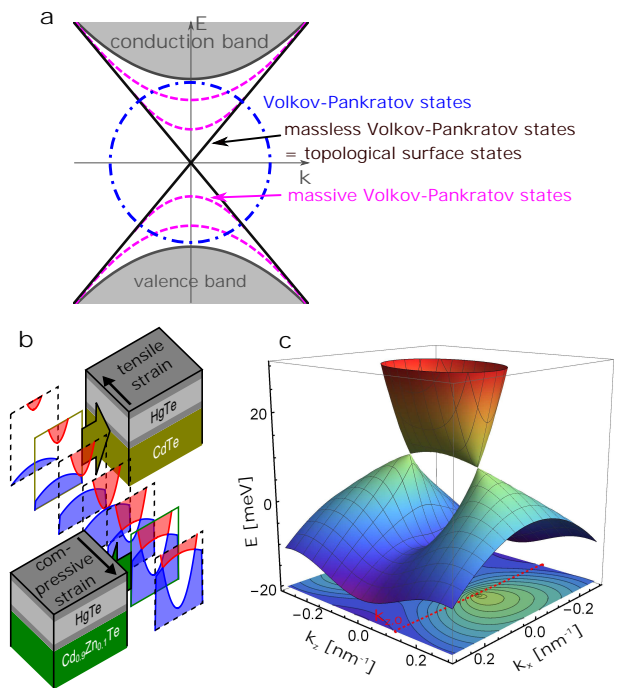 a
E
conduction band
Volkov-Pankratov states
massless Volkov-Pankratov states
= topological surface states
k
massive Volkov-Pankratov states
valence band
b
tensile
strain
HgTe
CdTe
com-
pressive
strain
HgTe
Cd0.9Zn0.1Te
c
20
0
-20
E [meV]
-0.2
0.0
0.2
kz [nm-1]
-0.2
0.0
0.2
kx [nm-1]